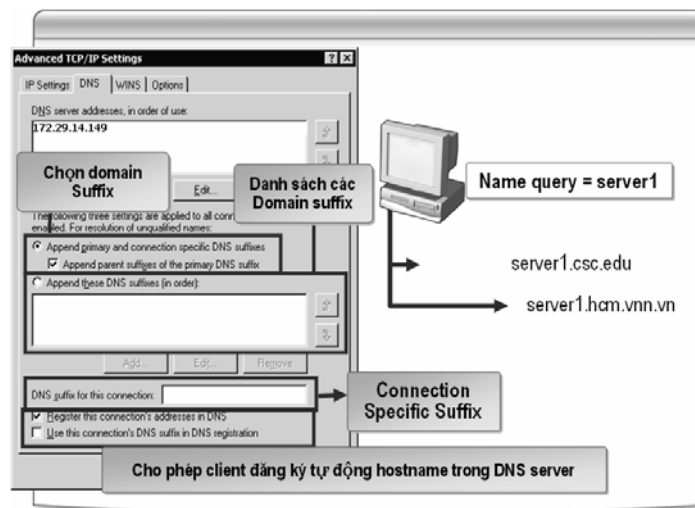 Advanced TCP/IP Settings
IP Settings DNS WINS Options
DNS server addresses, in order of use:
172.29.14.149
Chọn domain
Suffix
Edit...
Danh sách các
Domain suffix
Name query = server1
The following three settings are applied to all conn
enabled. For resolution of unqualified names:
Append primary and connection specific DNS suffixes
Append parent suffixes of the primary DNS suffix
server1.csc.edu
Append these DNS suffixes (in order):
server1.hcm.vnn.vn
Add... Edit... Remove
DNS suffix for this connection:
Connection
Specific Suffix
Register this connection's addresses in DNS
Use this connection's DNS suffix in DNS registration
Cho phép client đăng ký tự động hostname trong DNS server